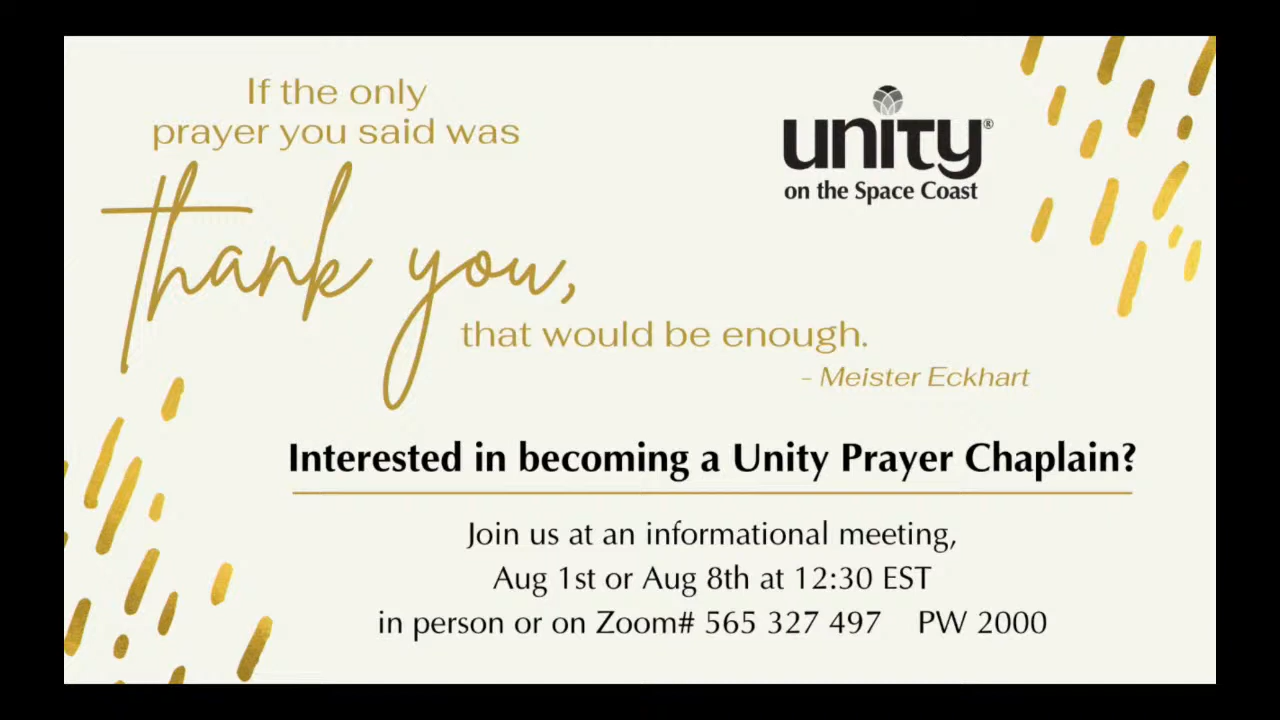 If the only
prayer you said was
thank you,
that would be enough.
- Meister Eckhart
unity®
on the Space Coast
Interested in becoming a Unity Prayer Chaplain?
Join us at an informational meeting,
Aug 1st or Aug 8th at 12:30 EST
in person or on Zoom# 565 327 497 PW 2000